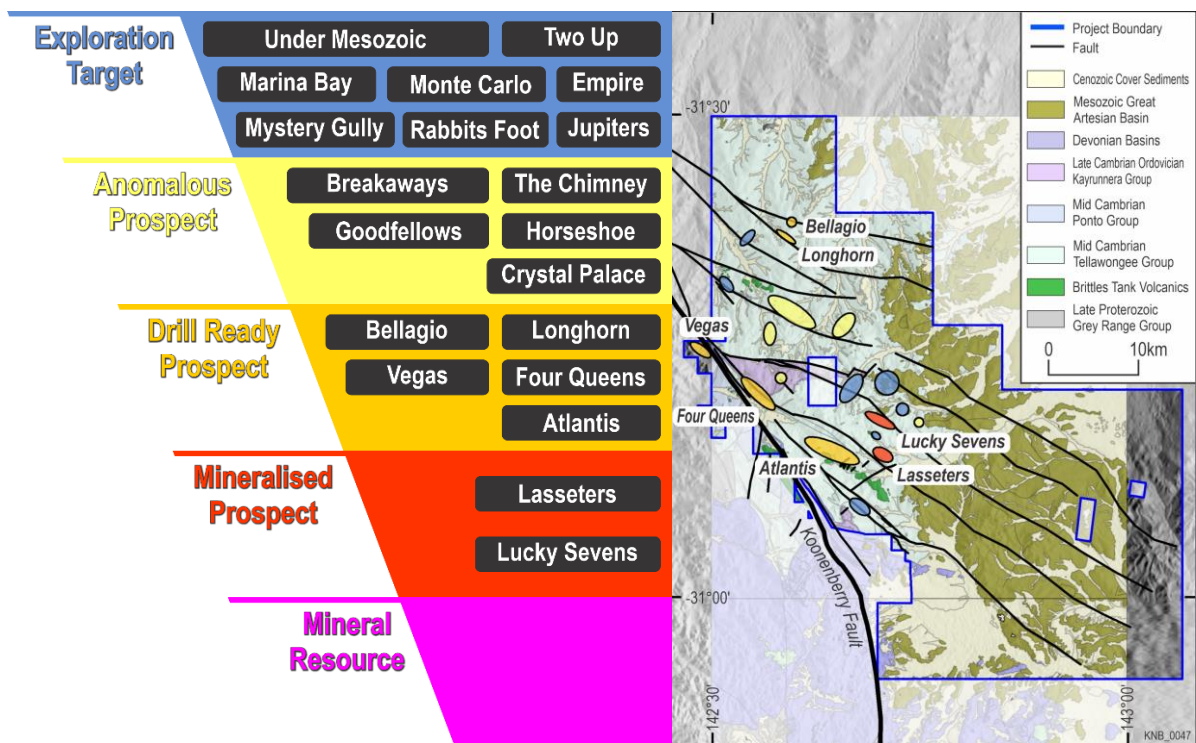 Exploration
Target
Under Mesozoic
Two Up
Marina Bay
Monte Carlo
Empire
Mystery Gully
Rabbits Foot
Jupiters
Anomalous
Prospect
Breakaways
The Chimney
Goodfellows
Horseshoe
Crystal Palace
Drill Ready
Prospect
Bellagio
Longhorn
Vegas
Four Queens
Atlantis
Mineralised
Prospect
Lasseters
Lucky Sevens
Mineral
Resource
-31°30'
Bellagio
Longhorn
Vegas
Four Queens
Lucky Sevens
Atlantis
Lasseters
Koonenberry Fault
-31°00'
142°30'
143°00'
Project Boundary
Fault
Cenozoic Cover Sediments
Mesozoic Great
Artesian Basin
Devonian Basins
Late Cambrian Ordovician
Kayrunnera Group
Mid Cambrian
Ponto Group
Mid Cambrian
Tellawongee Group
Brittles Tank Volcanics
Late Proterozoic
Grey Range Group
0 10km
KNB_0047